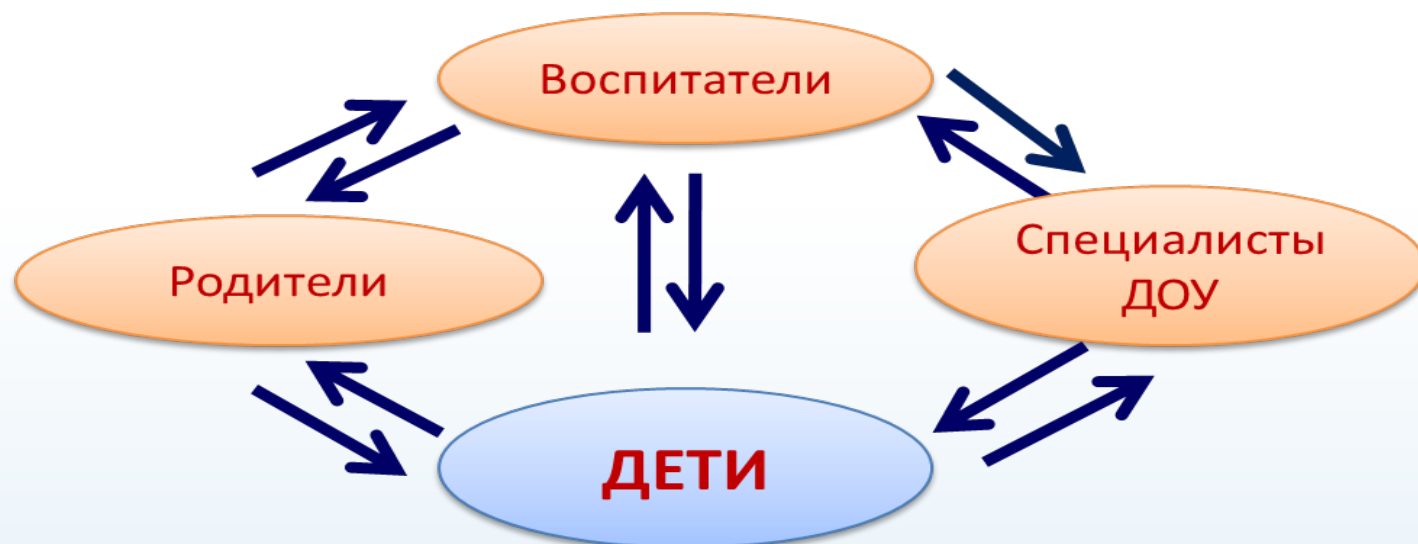 Воспитатели
Родители
Специалисты
ДОУ
ДЕТИ